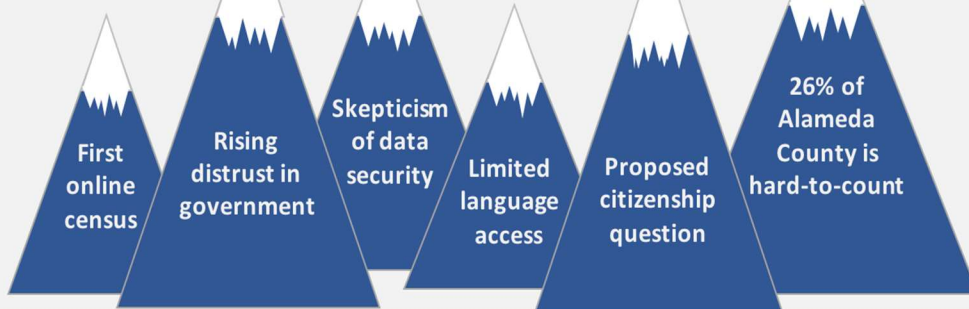 First
online
census
Rising
distrust in
government
Skepticism
of data
security
Limited
language
access
Proposed
citizenship
question
26% of
Alameda
County is
hard-to-count